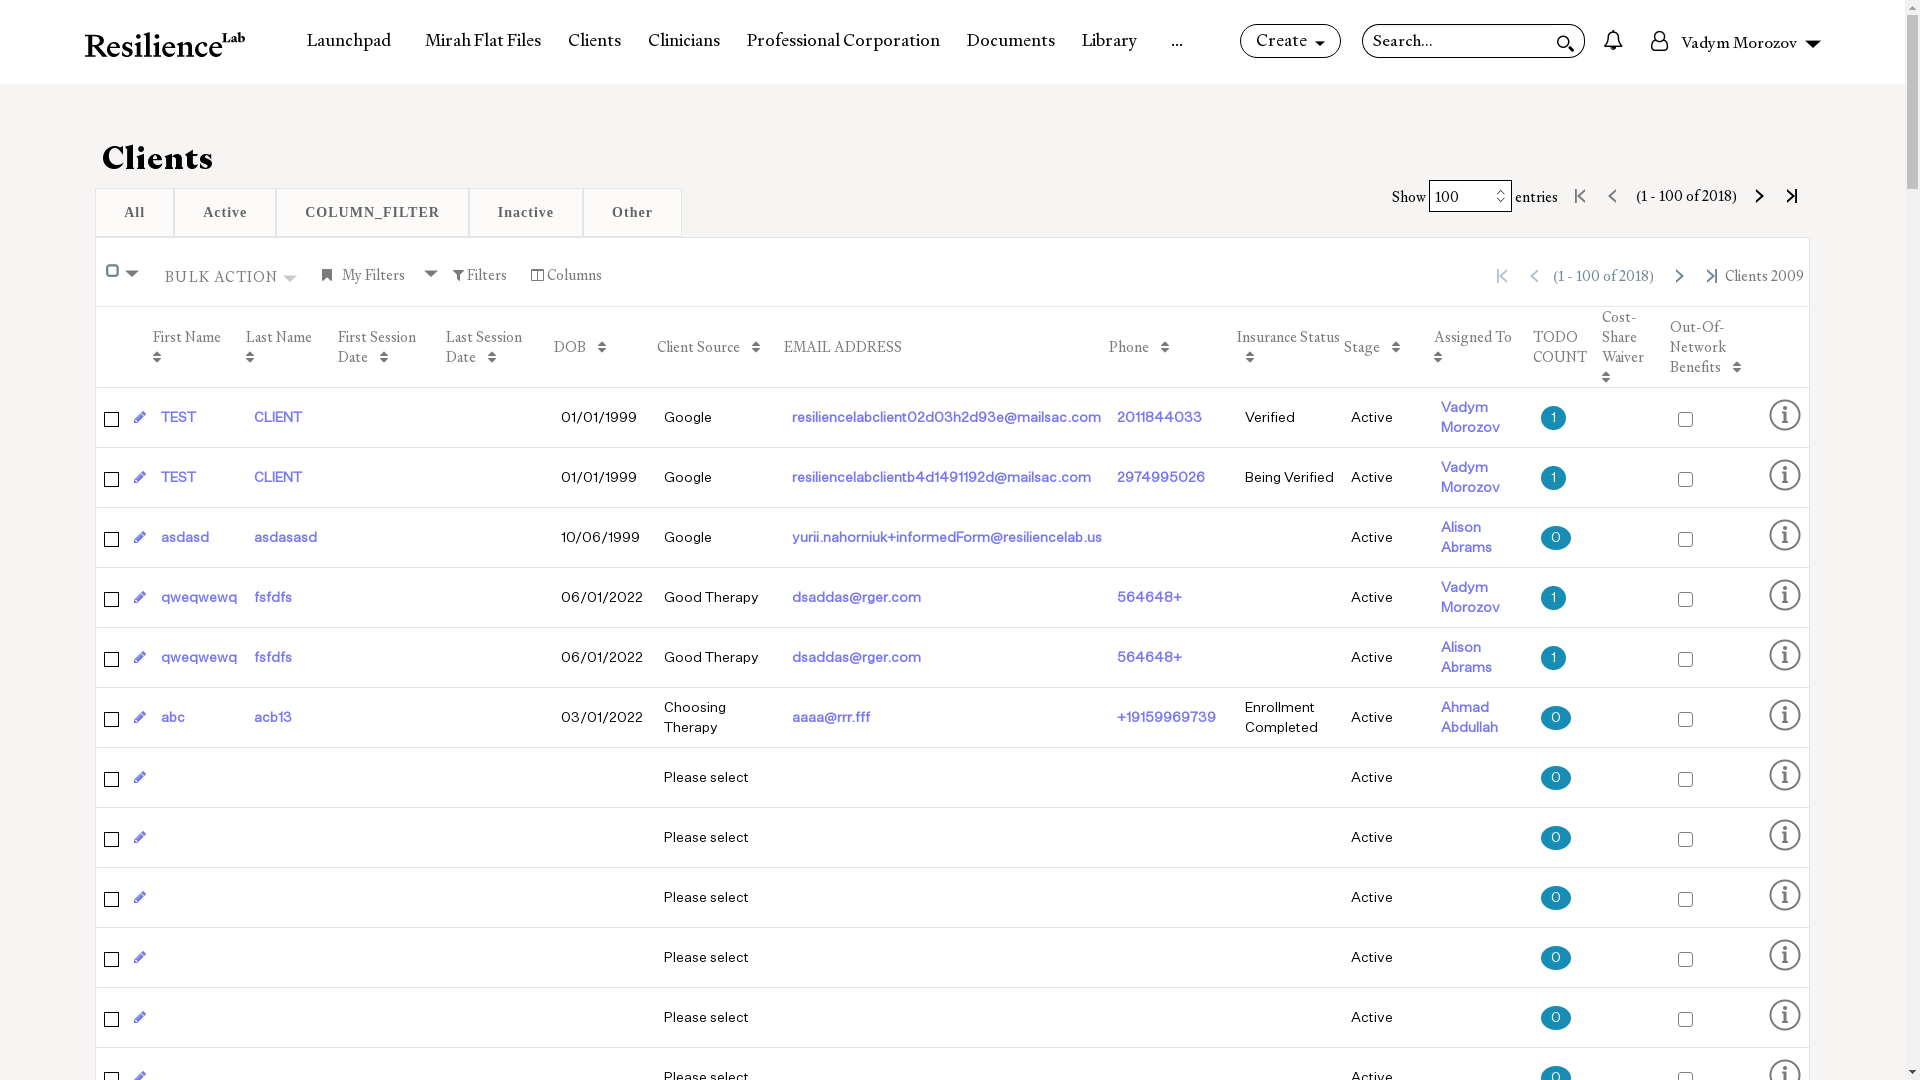 ResilienceLab Launchpad Mirah Flat Files Clients Clinicians Professional Corporation Documents Library ... Create Search... Vadym Morozov
Clients
All Active COLUMN_FILTER Inactive Other
Show 100 entries (1 - 100 of 2018)
BULK ACTION My Filters Filters Columns (1 - 100 of 2018) Clients 2009
First Name Last Name First Session Date Last Session Date DOB Client Source EMAIL ADDRESS Phone Insurance Status Stage Assigned To TODO COUNT Cost-Share Waiver Out-Of-Network Benefits
TEST CLIENT 01/01/1999 Google resiliencelabclient02d03h2d93e@mailsac.com 2011844033 Verified Active Vadym Morozov 1
TEST CLIENT 01/01/1999 Google resiliencelabclientb4d1491192d@mailsac.com 2974995026 Being Verified Active Vadym Morozov 1
asdasd asdasasd 10/06/1999 Google yurii.nahorniuk+informedForm@resiliencelab.us Active Alison Abrams 0
qweqwewq fsfdfs 06/01/2022 Good Therapy dsaddas@rger.com 564648+ Active Vadym Morozov 1
qweqwewq fsfdfs 06/01/2022 Good Therapy dsaddas@rger.com 564648+ Active Alison Abrams 1
abc acb13 03/01/2022 Choosing Therapy aaaa@rrr.fff +19159969739 Enrollment Completed Active Ahmad Abdullah 0
Please select Active 0
Please select Active 0
Please select Active 0
Please select Active 0
Please select Active 0
Please select Active 0